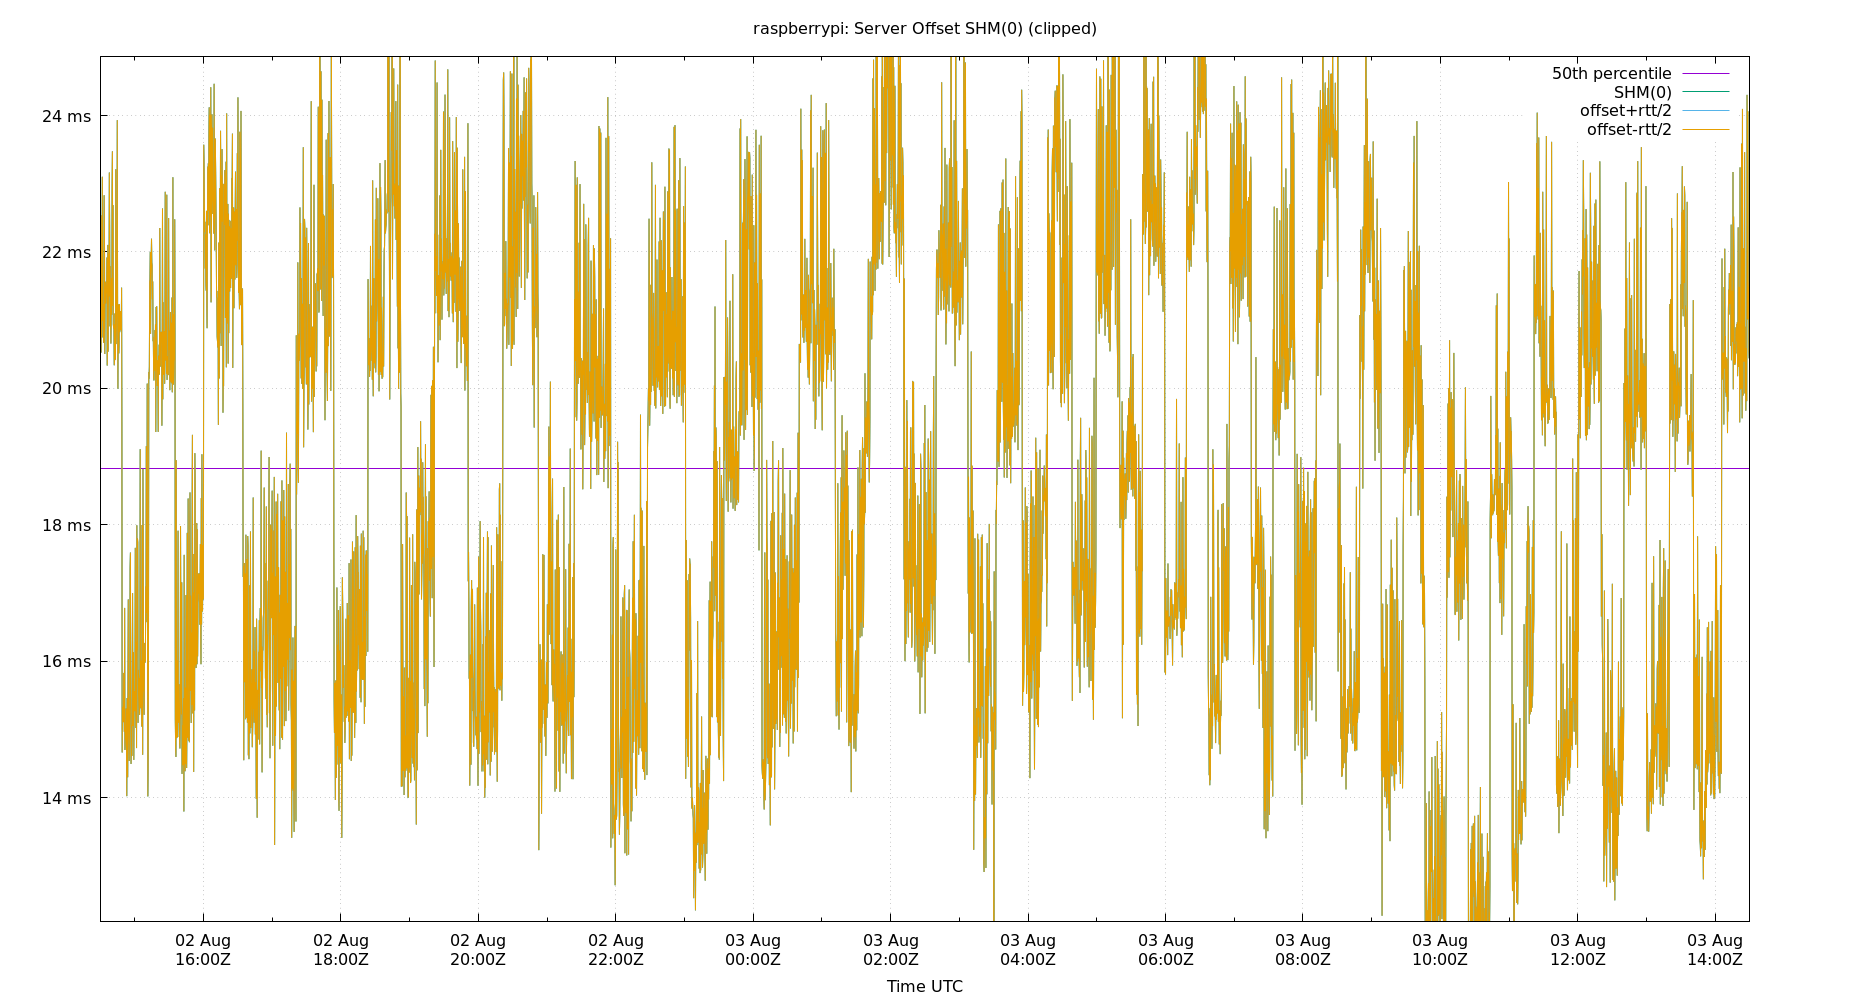 raspberrypi: Server Offset SHM(0) (clipped)
50th percentile
SHM(0)
offset+rtt/2
offset-rtt/2
24 ms
22 ms
20 ms
18 ms
16 ms
14 ms
02 Aug 02 Aug 02 Aug 02 Aug 03 Aug 03 Aug 03 Aug 03 Aug 03 Aug 03 Aug 03 Aug 03 Aug
16:00Z 18:00Z 20:00Z 22:00Z 00:00Z 02:00Z 04:00Z 06:00Z 08:00Z 10:00Z 12:00Z 14:00Z
Time UTC